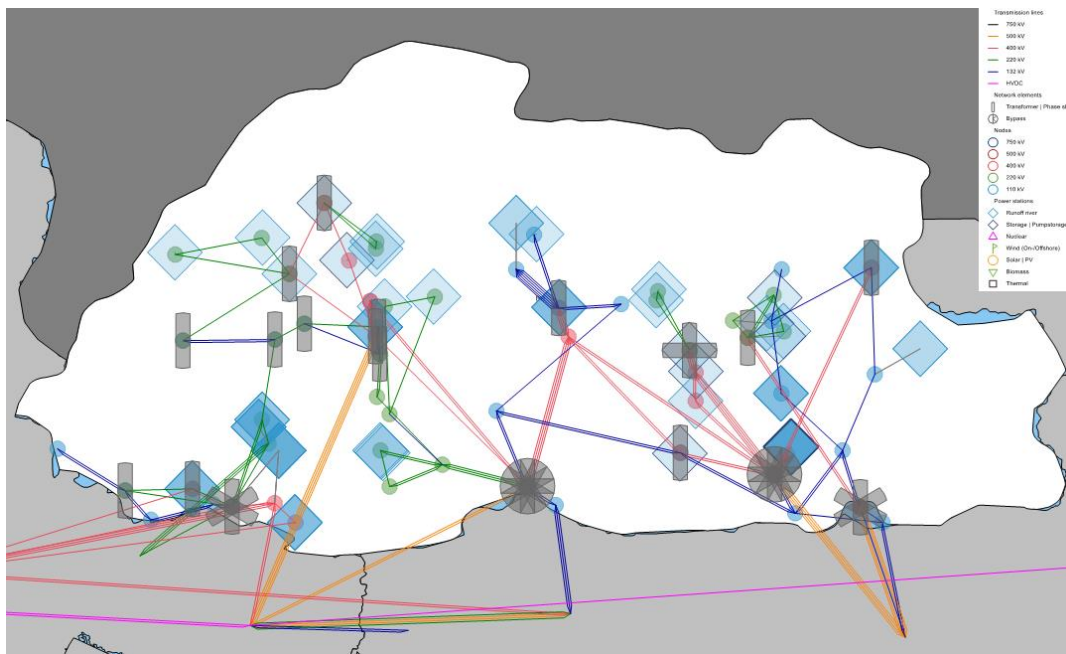 Transmission lines
750 kV
500 kV
400 kV
220 kV
132 kV
HVDC
Network elements
Transformer | Phase sh
Bypass
Nodes
750 kV
500 kV
400 kV
220 kV
110 kV
Power stations
Runoff river
Storage | Pumpstorage
Nuclear
Wind (On-/Offshore)
Solar | PV
Biomass
Thermal